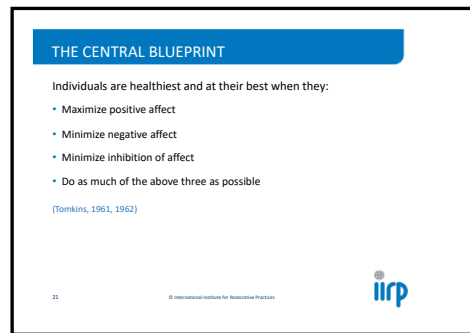 THE CENTRAL BLUEPRINT
Individuals are healthiest and at their best when they:
• Maximize positive affect
• Minimize negative affect
• Minimize inhibition of affect
• Do as much of the above three as possible
(Tomkins, 1961, 1962)
21
© International Institute for Restorative Practices
iirp